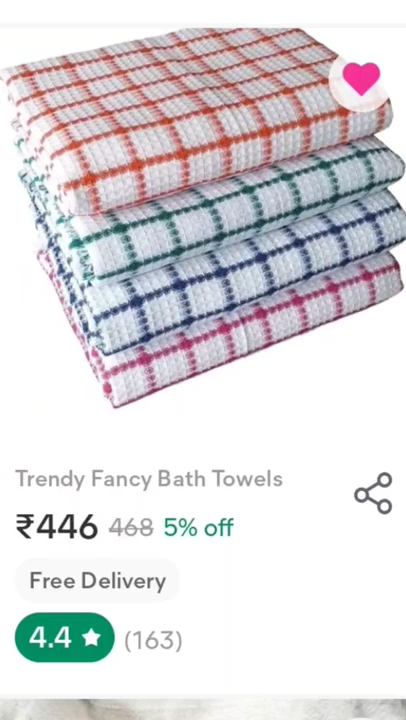 Trendy Fancy Bath Towels
₹446 468 5% off
Free Delivery
4.4 ★ (163)